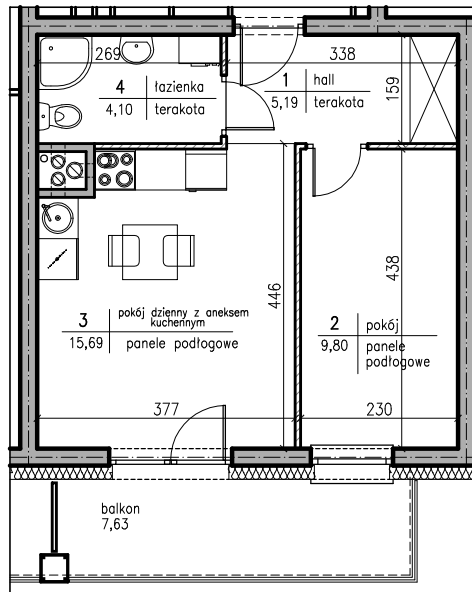 269
338
4 łazienka
4,10 terakota
1 hall
5,19 terakota
159
446
438
3 pokój dzienny z aneksem
kuchennym
15,69 panele podłogowe
2 pokój
9,80 panele
podłogowe
377
230
balkon
7,63